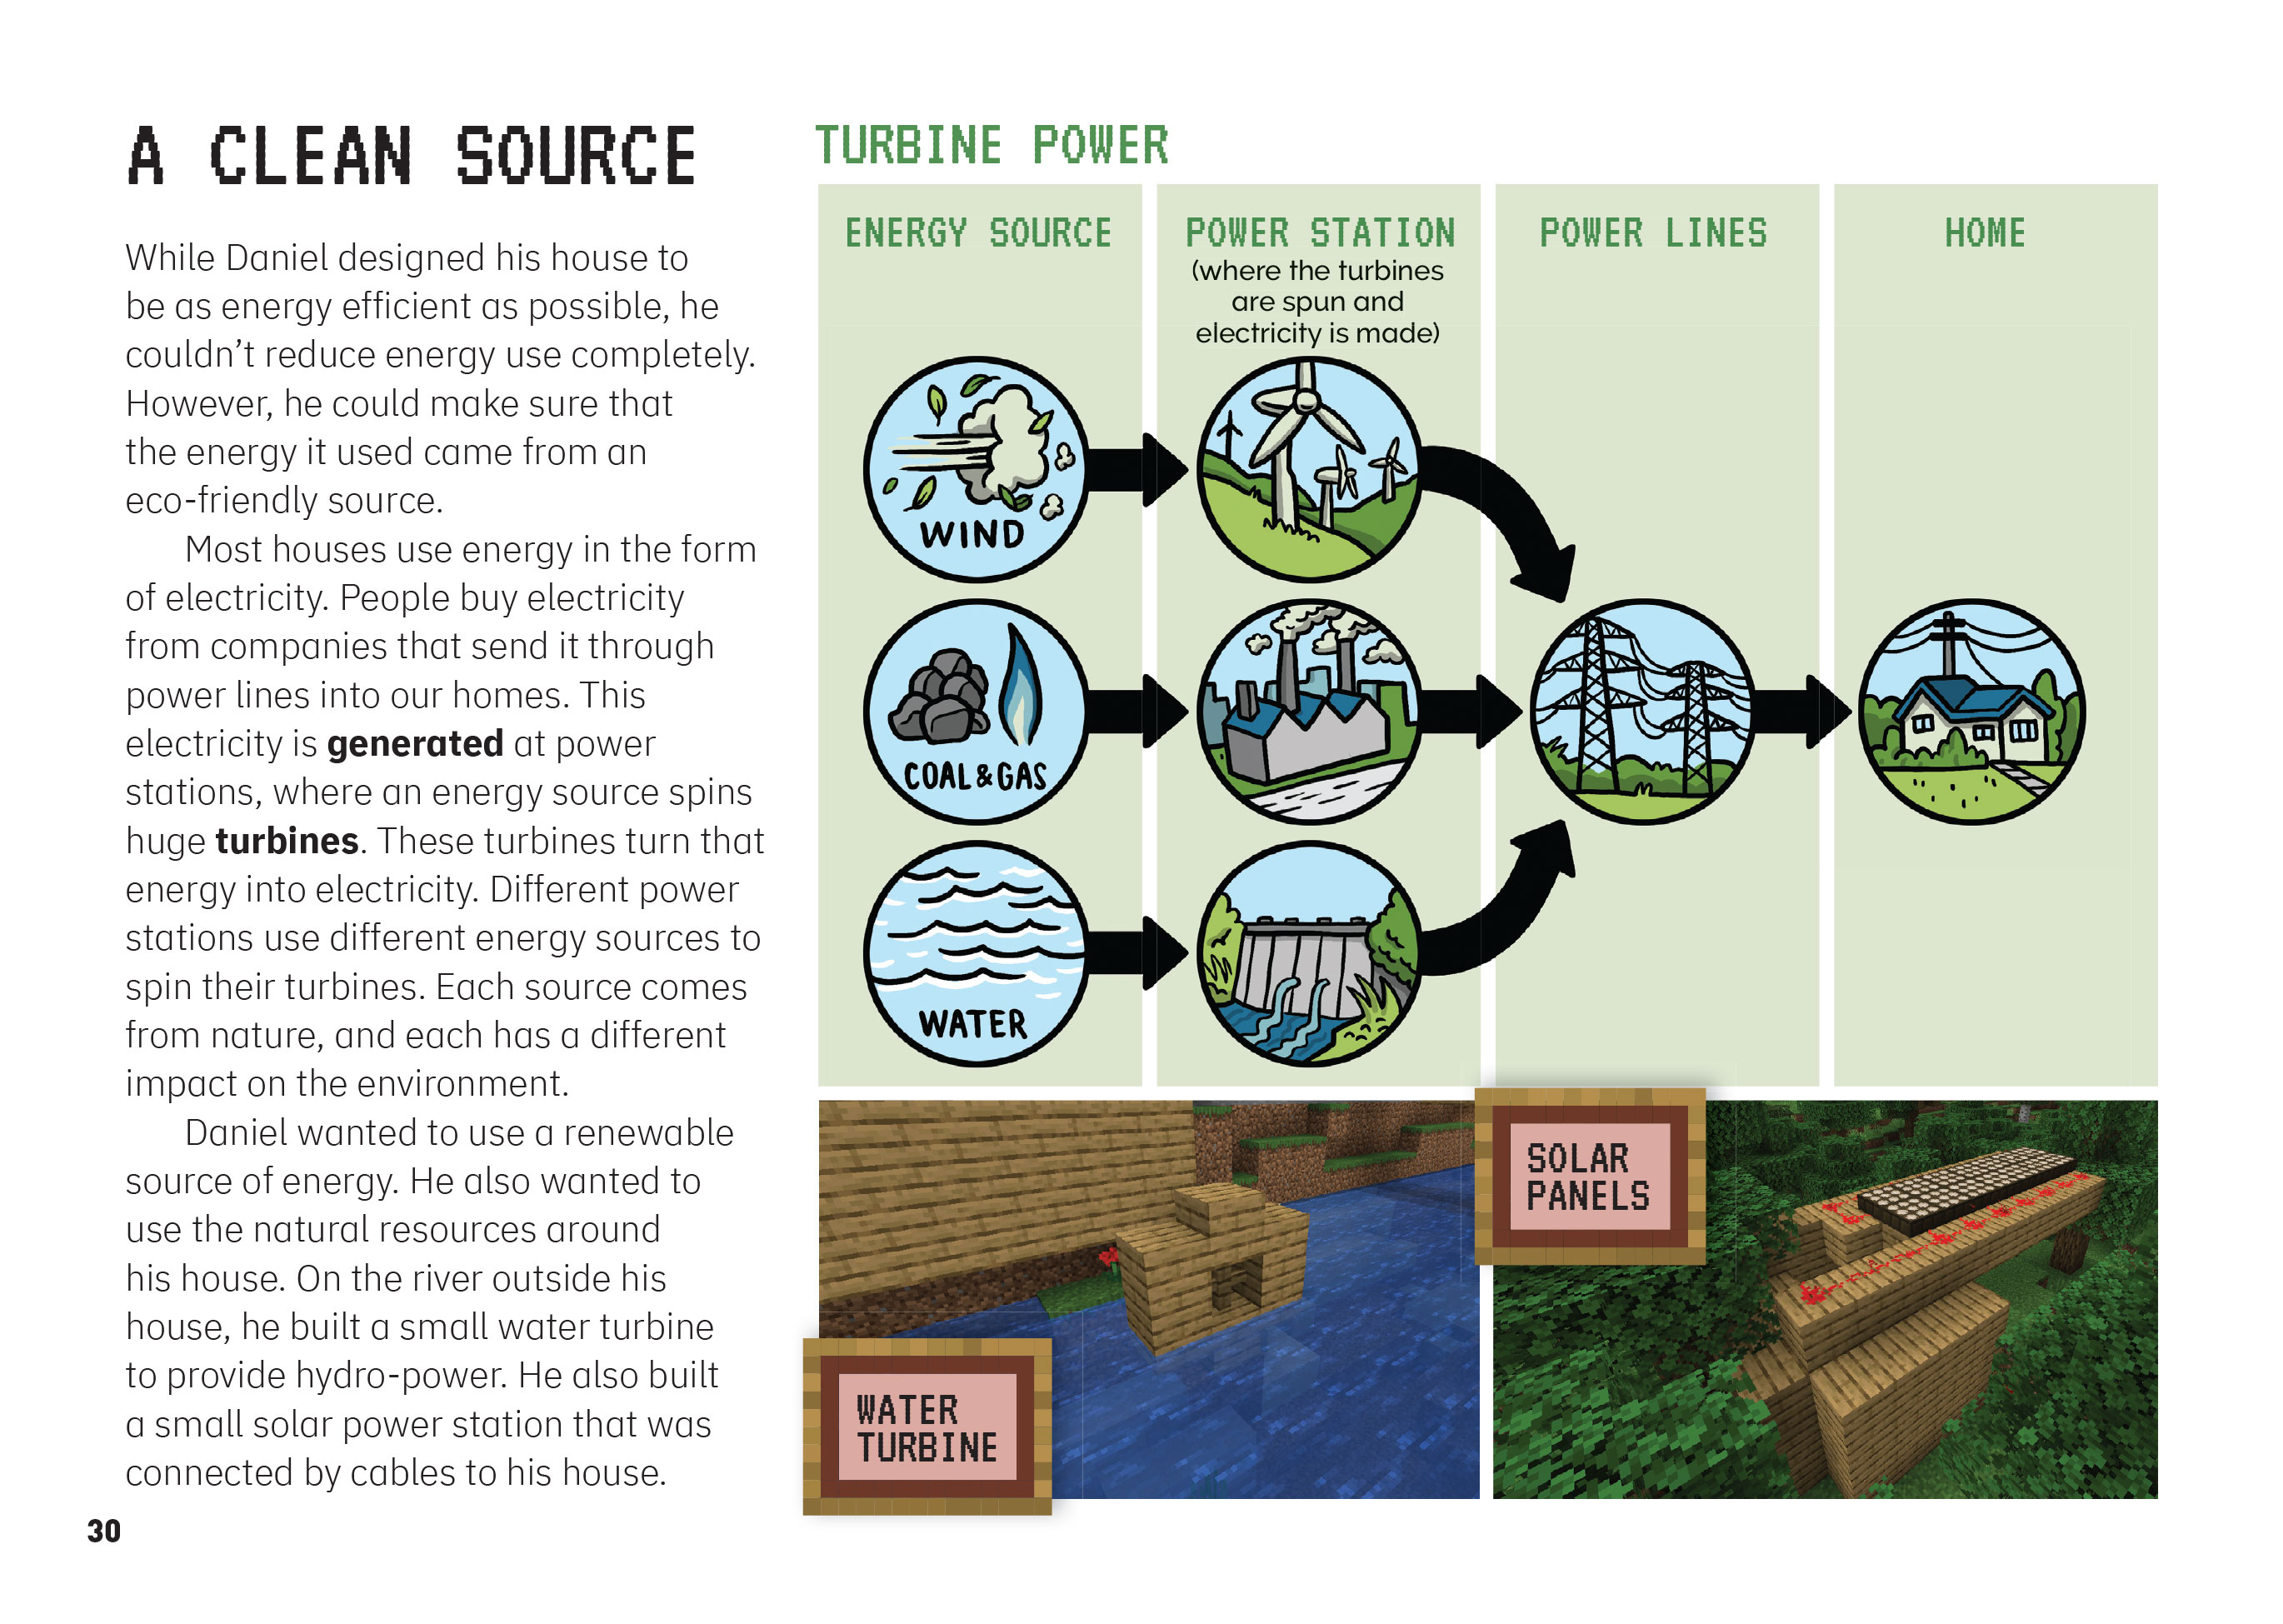 A CLEAN SOURCE
While Daniel designed his house to
be as energy efficient as possible, he
couldn’t reduce energy use completely.
However, he could make sure that
the energy it used came from an
eco-friendly source.
Most houses use energy in the form
of electricity. People buy electricity
from companies that send it through
power lines into our homes. This
electricity is generated at power
stations, where an energy source spins
huge turbines. These turbines turn that
energy into electricity. Different power
stations use different energy sources to
spin their turbines. Each source comes
from nature, and each has a different
impact on the environment.
Daniel wanted to use a renewable
source of energy. He also wanted to
use the natural resources around
his house. On the river outside his
house, he built a small water turbine
to provide hydro-power. He also built
a small solar power station that was
connected by cables to his house.
30
TURBINE POWER
ENERGY SOURCE
POWER STATION
(where the turbines
are spun and
electricity is made)
POWER LINES
HOME
WIND
COAL & GAS
WATER
WATER
TURBINE
SOLAR
PANELS